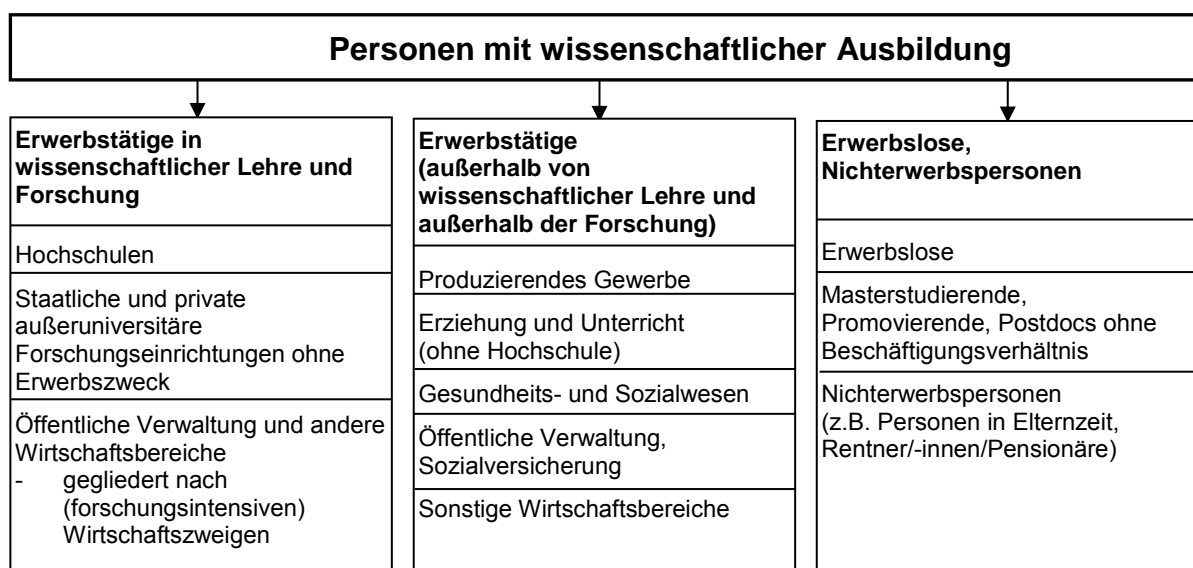 Personen mit wissenschaftlicher Ausbildung
Erwerbstätige in
wissenschaftlicher Lehre und
Forschung
Hochschulen
Staatliche und private
außeruniversitäre
Forschungseinrichtungen ohne
Erwerbszweck
Öffentliche Verwaltung und andere
Wirtschaftsbereiche
- gegliedert nach
(forschungsintensiven)
Wirtschaftszweigen
Erwerbstätige
(außerhalb von
wissenschaftlicher Lehre und
außerhalb der Forschung)
Produzierendes Gewerbe
Erziehung und Unterricht
(ohne Hochschule)
Gesundheits- und Sozialwesen
Öffentliche Verwaltung,
Sozialversicherung
Sonstige Wirtschaftsbereiche
Erwerbslose,
Nichterwerbspersonen
Erwerbslose
Masterstudierende,
Promovierende, Postdocs ohne
Beschäftigungsverhältnis
Nichterwerbspersonen
(z.B. Personen in Elternzeit,
Rentner/-innen/Pensionäre)